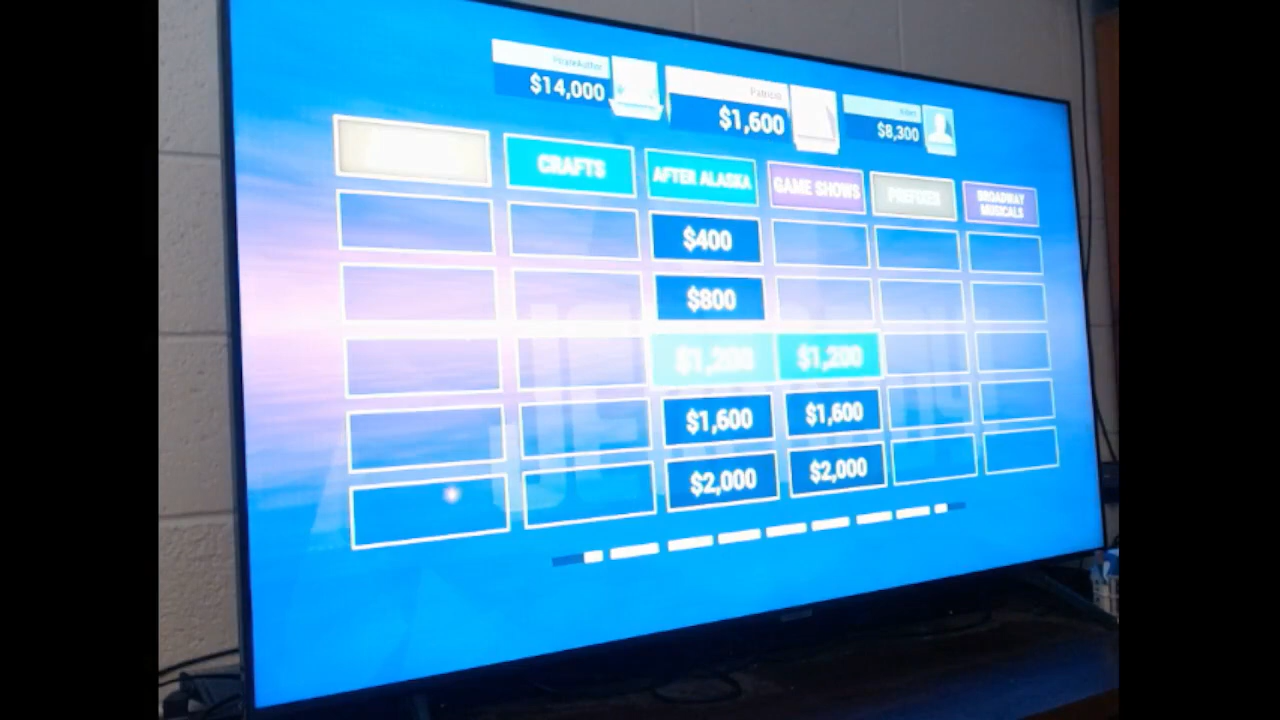 $14,000
Patricia
$1,600
$8,300
CRAFTS
AFTER ALASKA
GAME SHOWS
PREFIXES
BROADWAY
MUSICALS
$400
$800
$1,200 $1,200
$1,600 $1,600
$2,000 $2,000